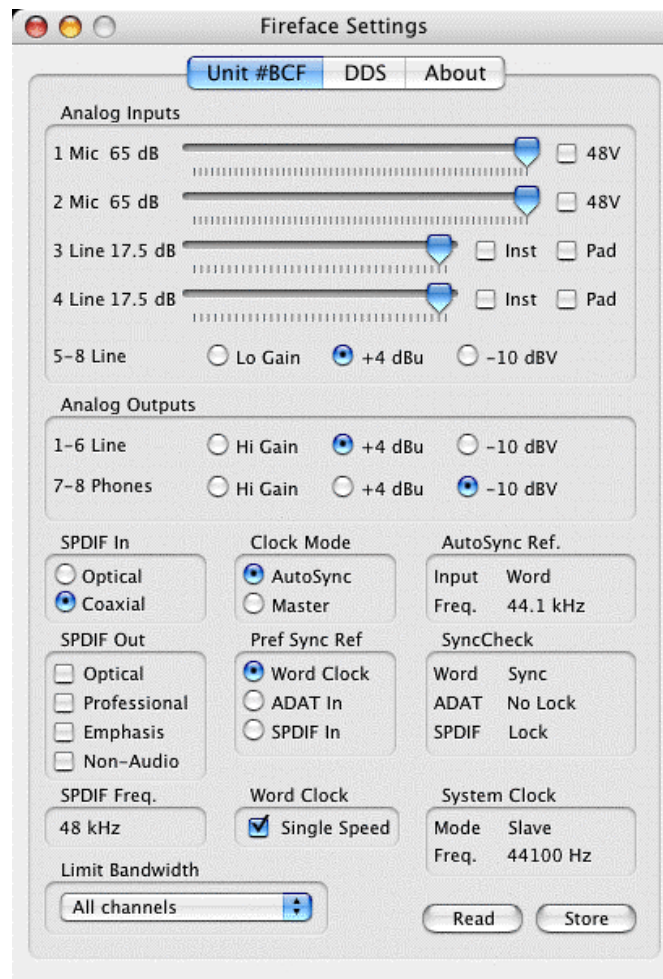 Fireface Settings
Unit #BCF DDS About
Analog Inputs
1 Mic 65 dB 48V
2 Mic 65 dB 48V
3 Line 17.5 dB Inst Pad
4 Line 17.5 dB Inst Pad
5-8 Line Lo Gain +4 dBu -10 dBV
Analog Outputs
1-6 Line Hi Gain +4 dBu -10 dBV
7-8 Phones Hi Gain +4 dBu -10 dBV
SPDIF In
Optical
Coaxial
Clock Mode
AutoSync
Master
AutoSync Ref.
Input Word
Freq. 44.1 kHz
SPDIF Out
Optical
Professional
Emphasis
Non-Audio
Pref Sync Ref
Word Clock
ADAT In
SPDIF In
SyncCheck
Word Sync
ADAT No Lock
SPDIF Lock
SPDIF Freq.
48 kHz
Word Clock
Single Speed
System Clock
Mode Slave
Freq. 44100 Hz
Limit Bandwidth
All channels
Read Store